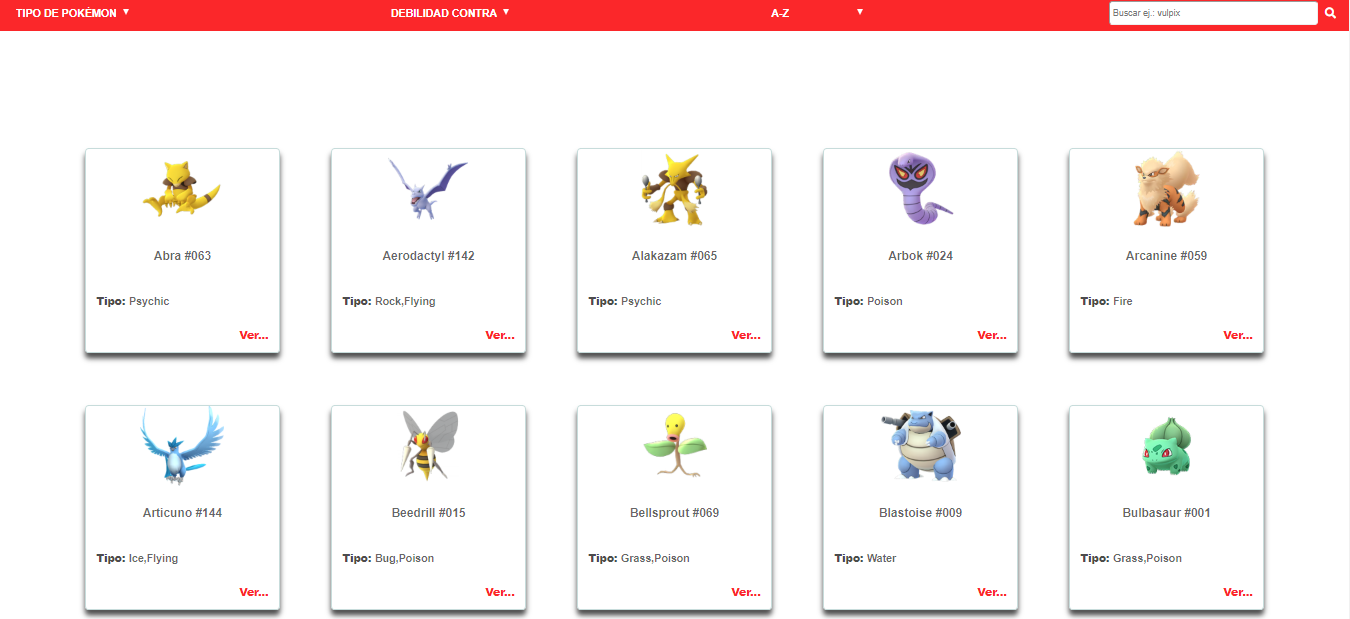 TIPO DE POKÉMON ▼ DEBILIDAD CONTRA ▼ A-Z ▼ Buscar ej.: vulpix
Abra #063 Aerodactyl #142 Alakazam #065 Arbok #024 Arcanine #059
Tipo: Psychic Tipo: Rock,Flying Tipo: Psychic Tipo: Poison Tipo: Fire
Ver... Ver... Ver... Ver... Ver...
Articuno #144 Beedrill #015 Bellsprout #069 Blastoise #009 Bulbasaur #001
Tipo: Ice,Flying Tipo: Bug,Poison Tipo: Grass,Poison Tipo: Water Tipo: Grass,Poison
Ver... Ver... Ver... Ver... Ver...